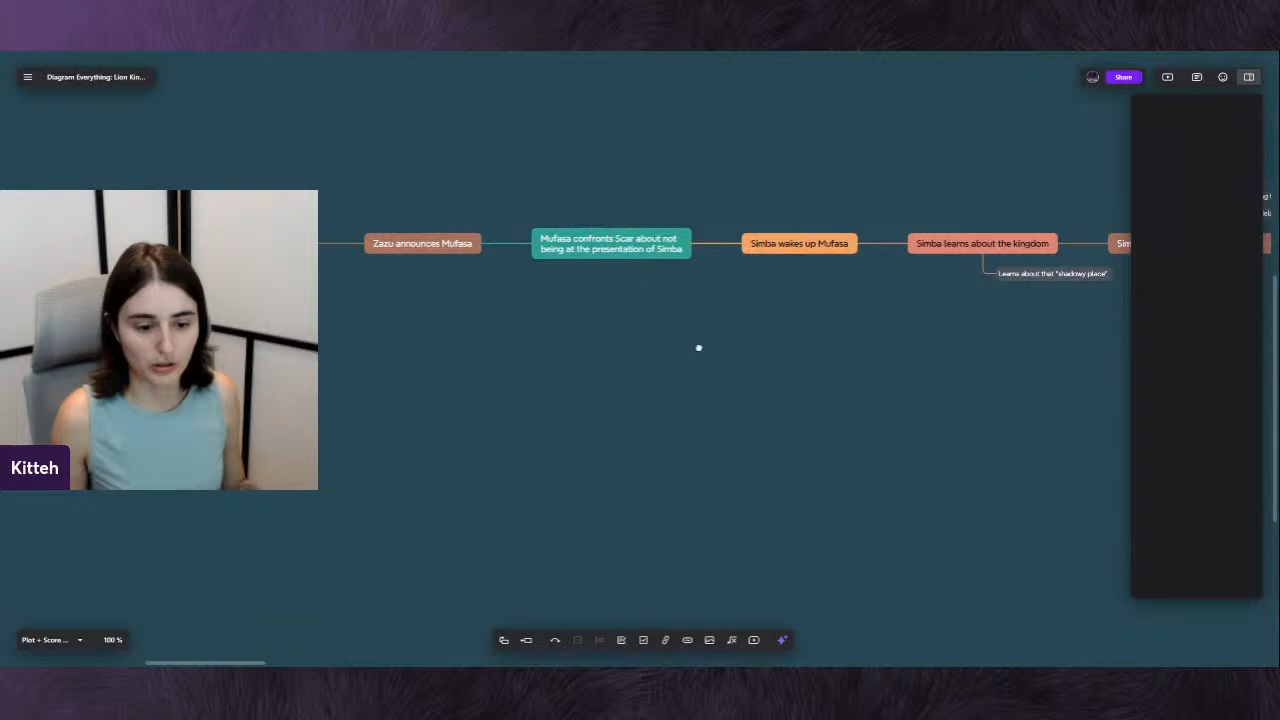 Diagram Everything: Lion Kin...
Share
Zazu announces Mufasa
Mufasa confronts Scar about not
being at the presentation of Simba
Simba wakes up Mufasa
Simba learns about the kingdom
Sim
Learns about that "shadowy place"
Kitteh
Plot + Score ...
100 %